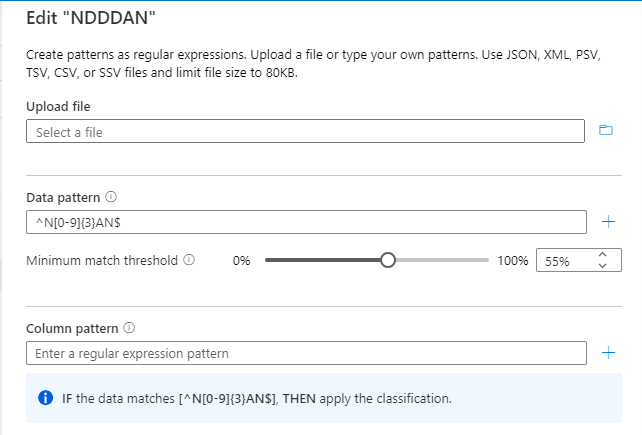 Edit "NDDDAN"
Create patterns as regular expressions. Upload a file or type your own patterns. Use JSON, XML, PSV,
TSV, CSV, or SSV files and limit file size to 80KB.
Upload file
Select a file
Data pattern
^N[0-9]{3}AN$
Minimum match threshold 0% 100% 55%
Column pattern
Enter a regular expression pattern
IF the data matches [^N[0-9]{3}AN$], THEN apply the classification.